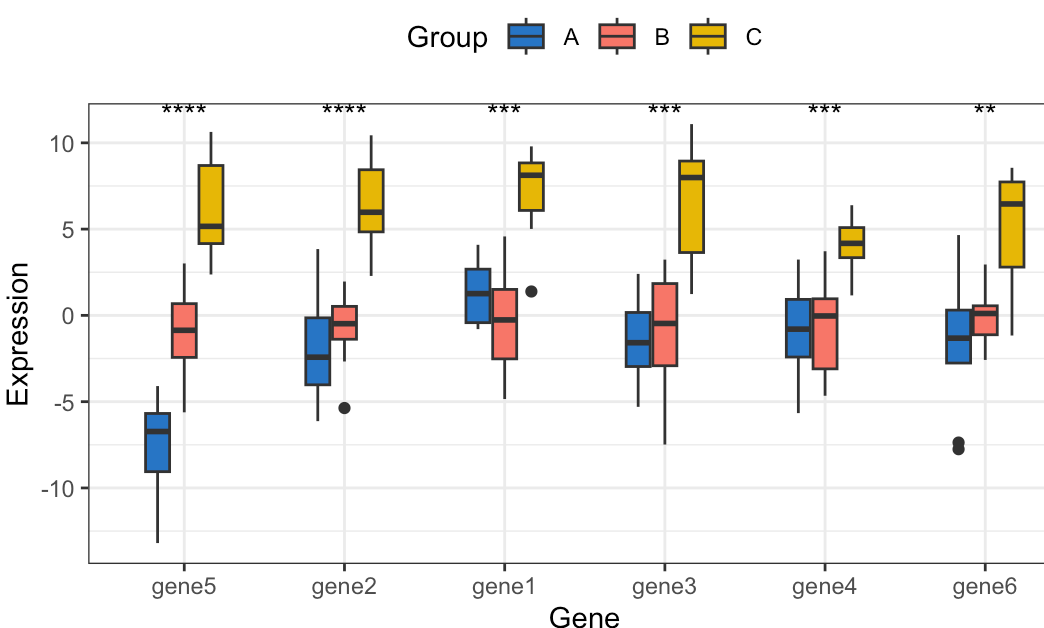 Group A B C
**** **** *** *** *** **
10
5
0
-5
-10
Expression
gene5 gene2 gene1 gene3 gene4 gene6
Gene